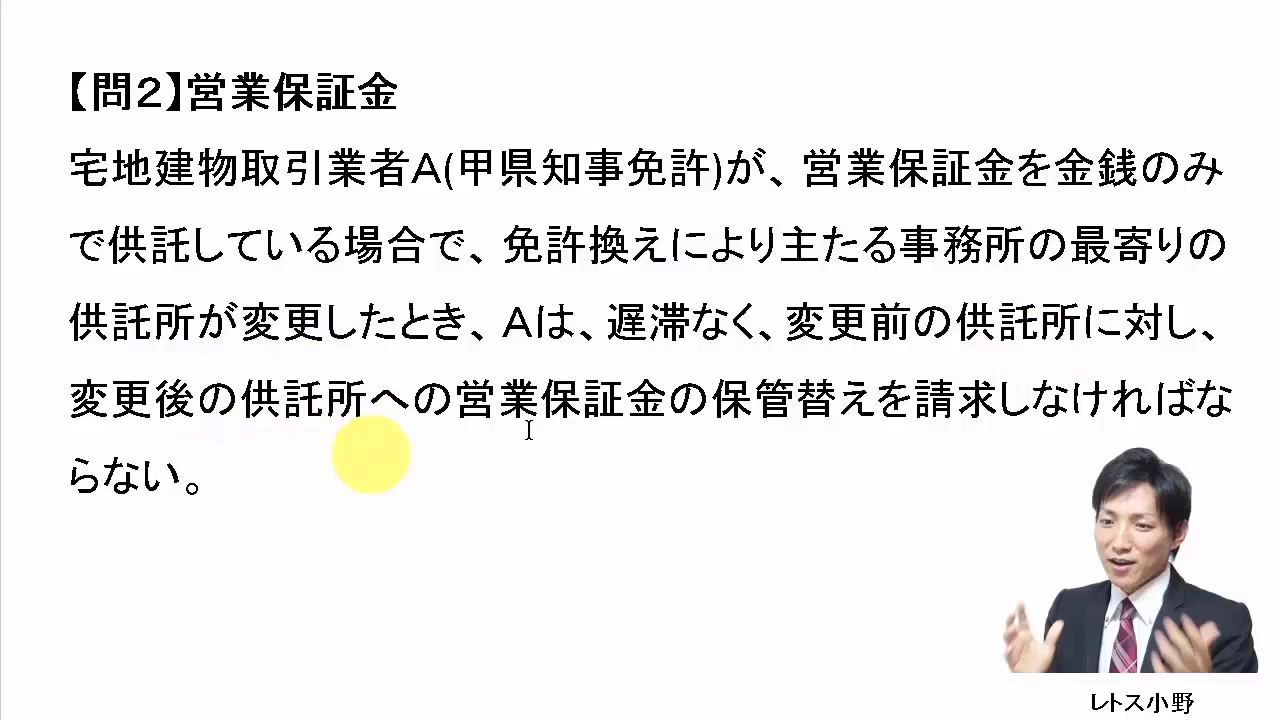 【問2】営業保証金
宅地建物取引業者A(甲県知事免許)が、営業保証金を金銭のみ
で供託している場合で、免許換えにより主たる事務所の最寄りの
供託所が変更したとき、Aは、遅滞なく、変更前の供託所に対し、
変更後の供託所への営業保証金の保管替えを請求しなければな
らない。
レトス小野